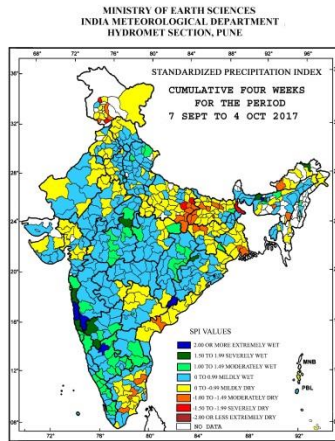 MINISTRY OF EARTH SCIENCES
INDIA METEOROLOGICAL DEPARTMENT
HYDROMET SECTION, PUNE
68° 72° 76° 80° 84° 88° 92° 96°
STANDARDIZED PRECIPITATION INDEX
CUMULATIVE FOUR WEEKS
FOR THE PERIOD
7 SEPT TO 4 OCT 2017
36°
32°
28°
24°
20°
16°
12°
08°
SPI VALUES
2.00 OR MORE EXTREMELY WET
1.50 TO 1.99 SEVERELY WET
1.00 TO 1.49 MODERATELY WET
0 TO 0.99 MILDLY WET
0 TO -0.99 MILDLY DRY
-1.00 TO -1.49 MODERATELY DRY
-1.50 TO -1.99 SEVERELY DRY
-2.00 OR LESS EXTREMELY DRY
NO DATA
MNB
PBL
76° 80° 84° 92°